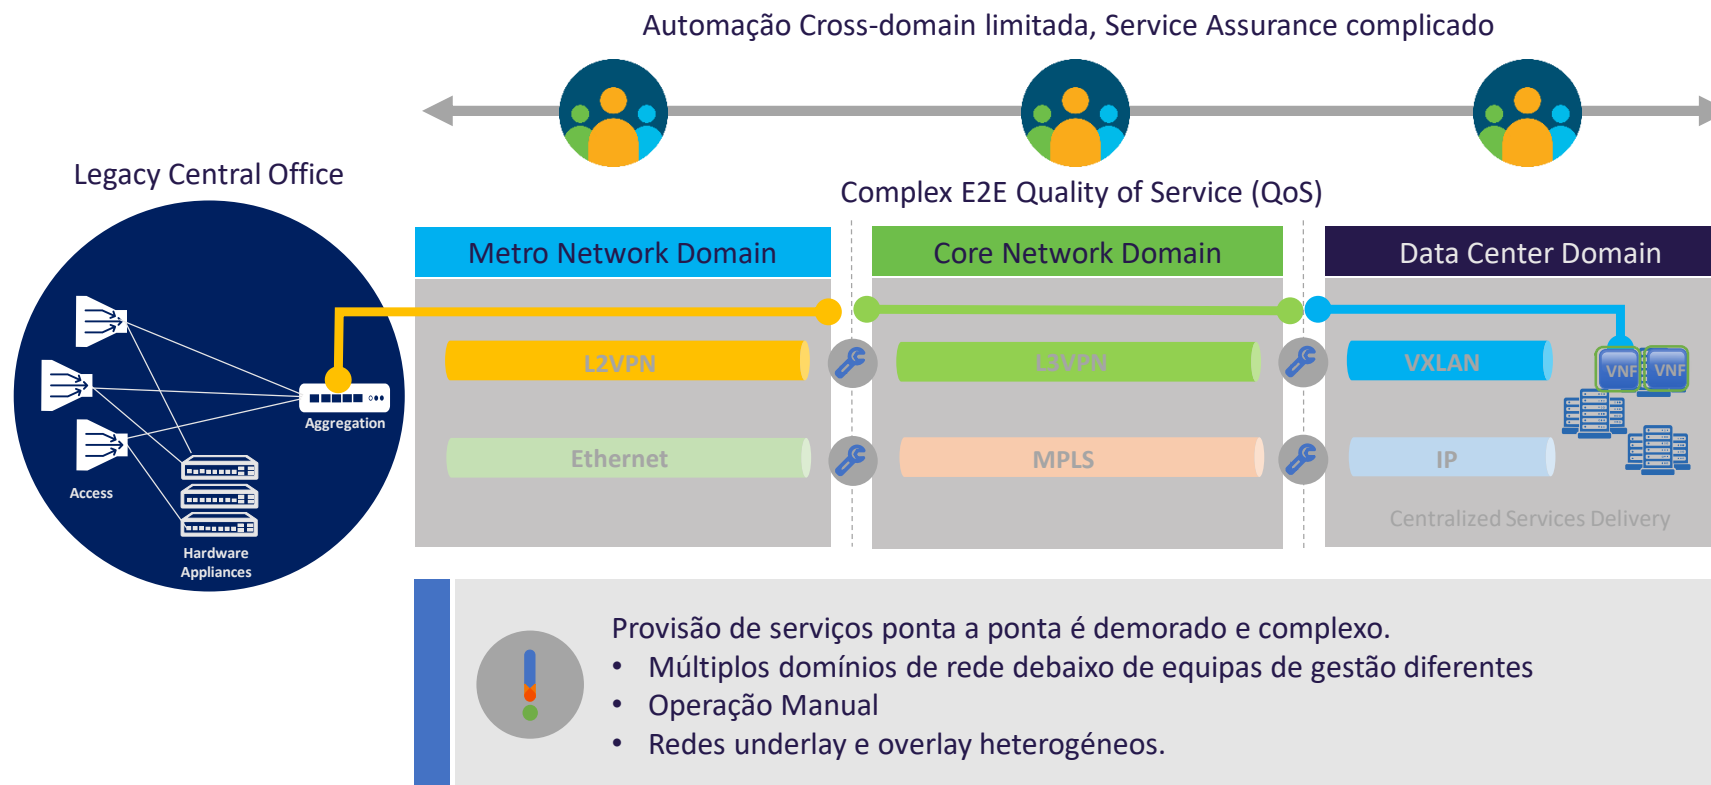 Automação Cross-domain limitada, Service Assurance complicado
Legacy Central Office
Complex E2E Quality of Service (QoS)
Metro Network Domain
Core Network Domain
Data Center Domain
L2VPN
L3VPN
VXLAN
VNF
VNF
Aggregation
Ethernet
MPLS
IP
Access
Centralized Services Delivery
Hardware
Appliances
Provisão de serviços ponta a ponta é demorado e complexo.
• Múltiplos domínios de rede debaixo de equipas de gestão diferentes
• Operação Manual
• Redes underlay e overlay heterogéneos.